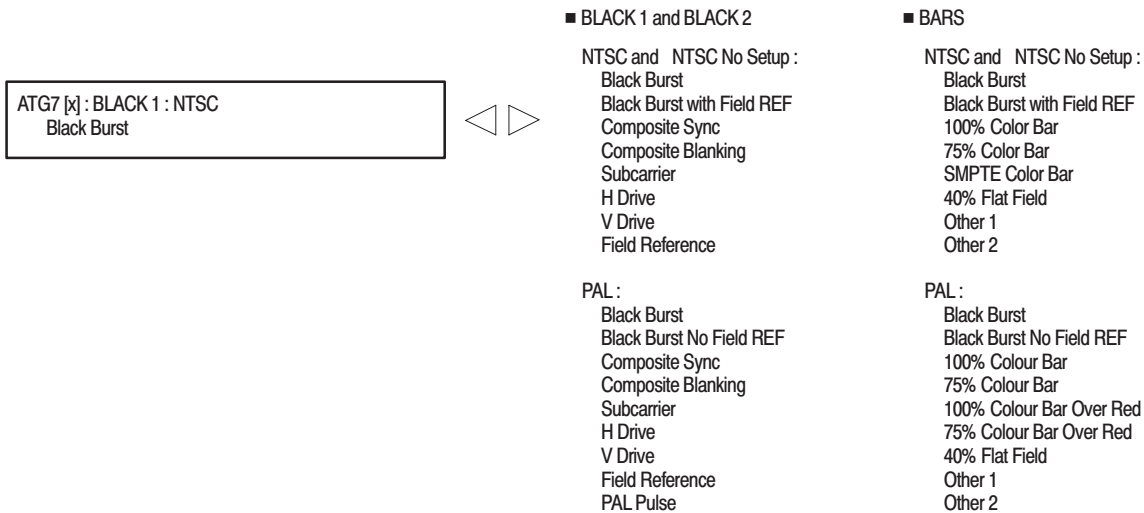 ATG7 [x] : BLACK 1 : NTSC
Black Burst
■ BLACK 1 and BLACK 2
NTSC and NTSC No Setup :
Black Burst
Black Burst with Field REF
Composite Sync
Composite Blanking
Subcarrier
H Drive
V Drive
Field Reference
PAL :
Black Burst
Black Burst No Field REF
Composite Sync
Composite Blanking
Subcarrier
H Drive
V Drive
Field Reference
PAL Pulse
■ BARS
NTSC and NTSC No Setup :
Black Burst
Black Burst with Field REF
100% Color Bar
75% Color Bar
SMPTE Color Bar
40% Flat Field
Other 1
Other 2
PAL :
Black Burst
Black Burst No Field REF
100% Colour Bar
75% Colour Bar
100% Colour Bar Over Red
75% Colour Bar Over Red
40% Flat Field
Other 1
Other 2